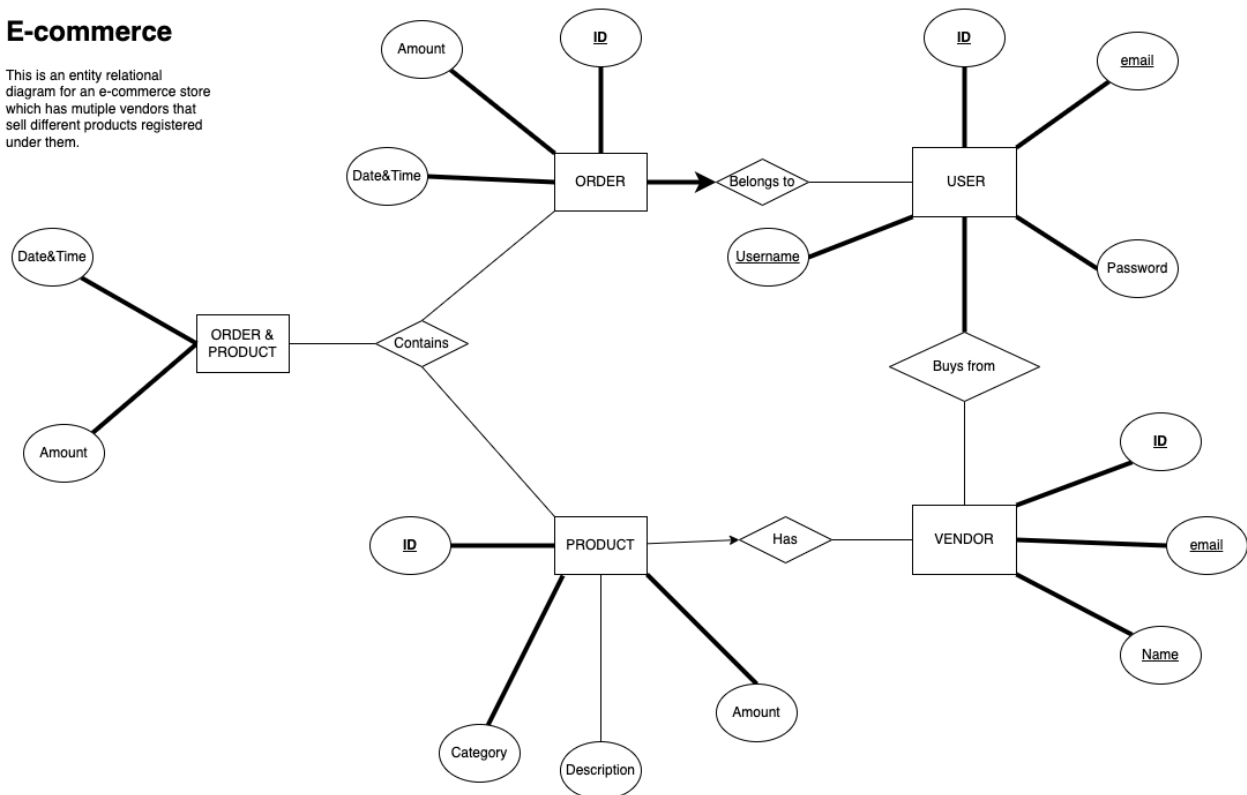 E-commerce
This is an entity relational
diagram for an e-commerce store
which has mutiple vendors that
sell different products registered
under them.
Amount
ID
ID
email
Date&Time
ORDER
Belongs to
USER
Username
Password
Date&Time
ORDER &
PRODUCT
Contains
Buys from
Amount
ID
ID
PRODUCT
Has
VENDOR
email
Name
Amount
Category
Description